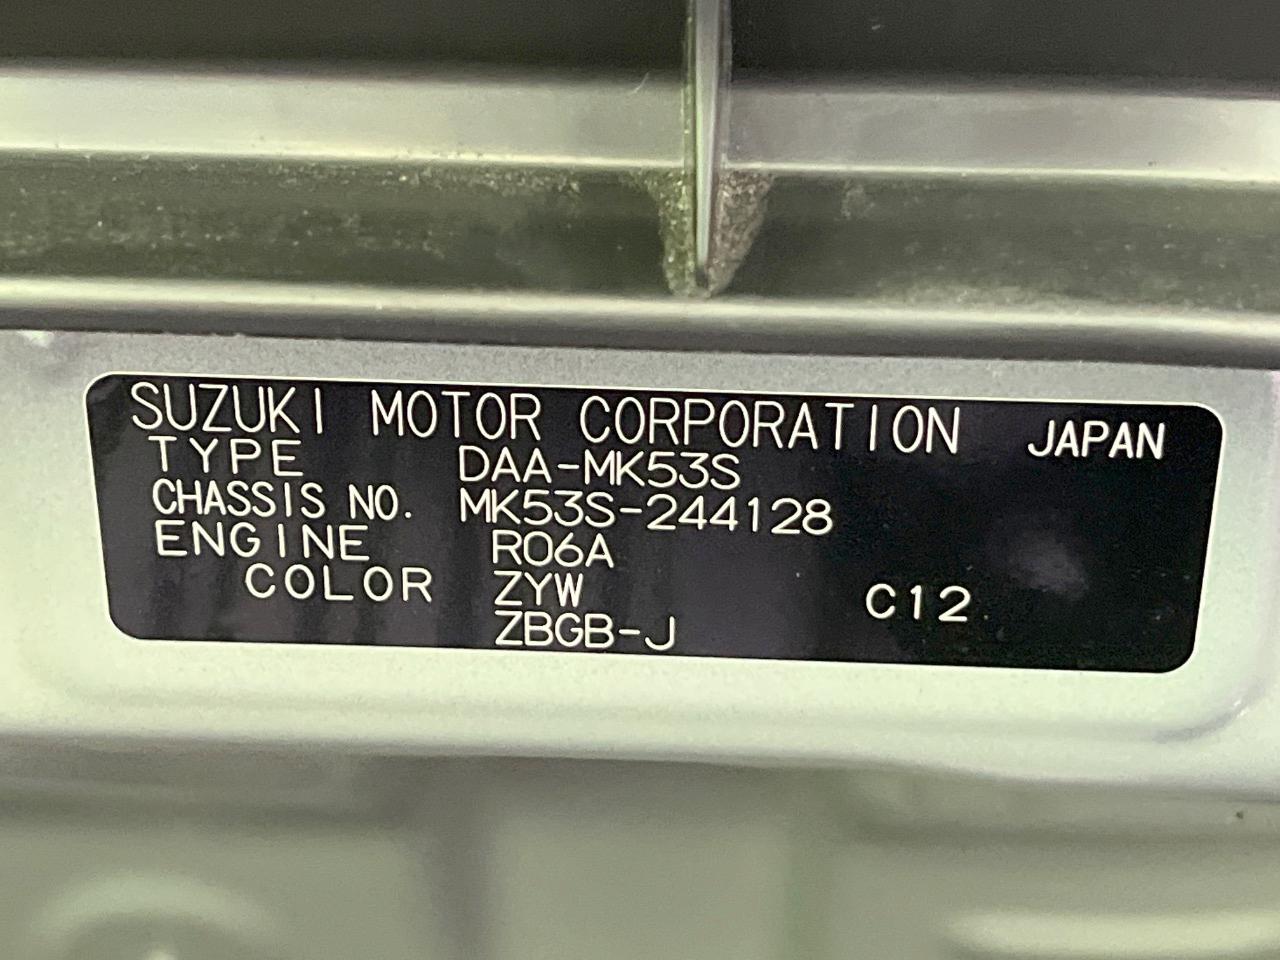 SUZUKI MOTOR CORPORATION JAPAN
TYPE DAA-MK53S
CHASSIS NO. MK53S-244128
ENGINE R06A
COLOR ZYW C12
ZBGB-J